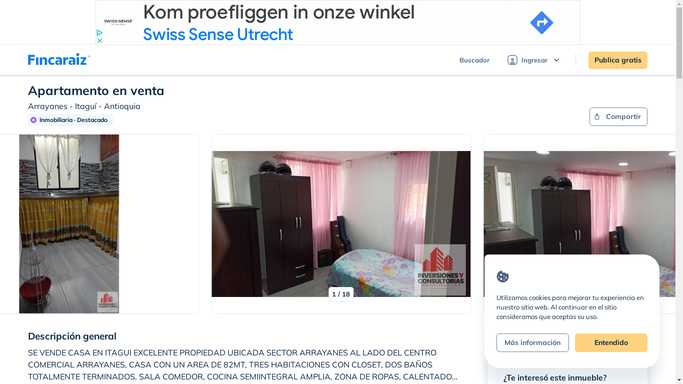 Kom proefliggen in onze winkel
SWISS SENSE
Swiss Sense Utrecht
Fincaraiz
Buscador
Ingresar
Publica gratis
Apartamento en venta
Arrayanes - Itaguí - Antioquia
Inmobiliaria · Destacado
Compartir
INVERSIONES Y
CONSULTORIAS
1 / 18
Utilizamos cookies para mejorar tu experiencia en
nuestro sitio web. Al continuar en el sitio
consideramos que aceptas su uso.
Más información
Entendido
Descripción general
SE VENDE CASA EN ITAGUI EXCELENTE PROPIEDAD UBICADA SECTOR ARRAYANES AL LADO DEL CENTRO
COMERCIAL ARRAYANES, CASA CON UN AREA DE 82MT, TRES HABITACIONES CON CLOSET, DOS BAÑOS
TOTALMENTE TERMINADOS, SALA COMEDOR, COCINA SEMIINTEGRAL AMPLIA, ZONA DE ROPAS, CALENTADO...
¿Te interesó este inmueble?